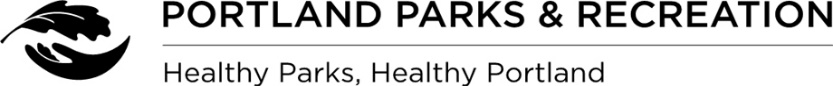 PORTLAND PARKS & RECREATION
Healthy Parks, Healthy Portland